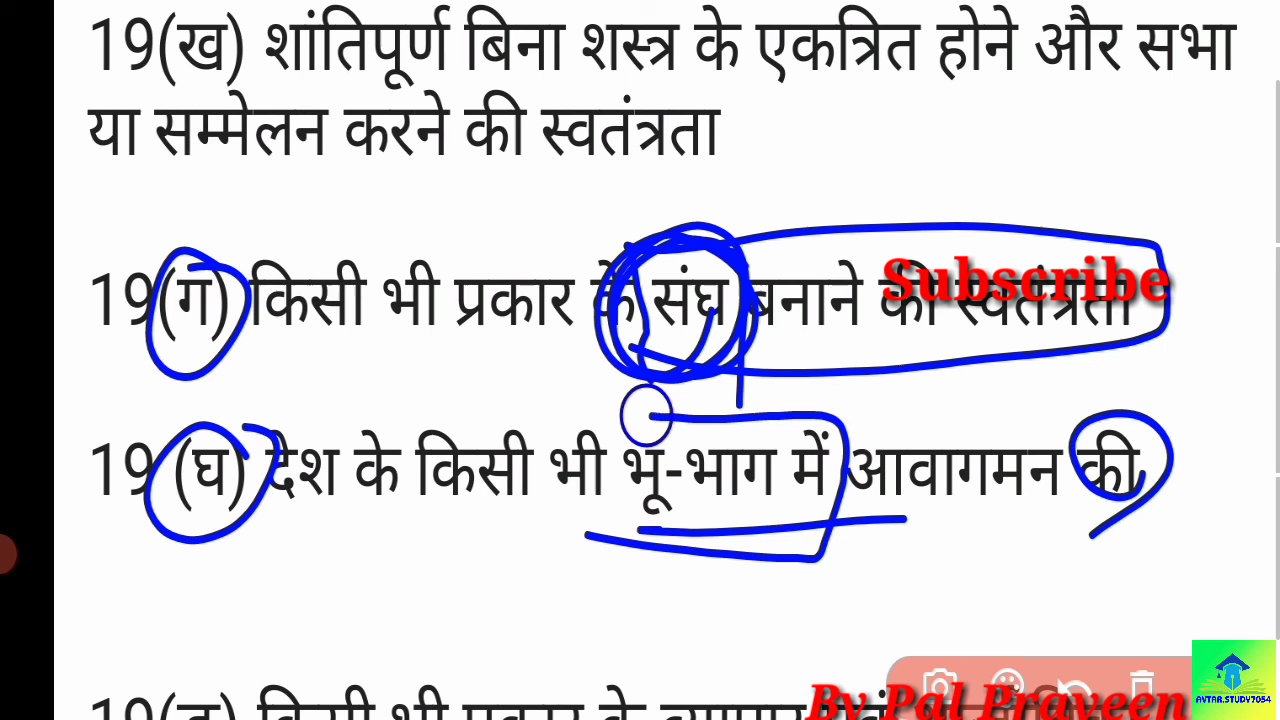 19(ख) शांतिपूर्ण बिना शस्त्र के एकत्रित होने और सभा
या सम्मेलन करने की स्वतंत्रता
19(ग) किसी भी प्रकार के संघ बनाने की स्वतंत्रता
Subscribe
19 (घ) देश के किसी भी भू-भाग में आवागमन की
किसी भी प्रकार के व्यापार
By Pal Praveen
AVTAR.STUDY7054